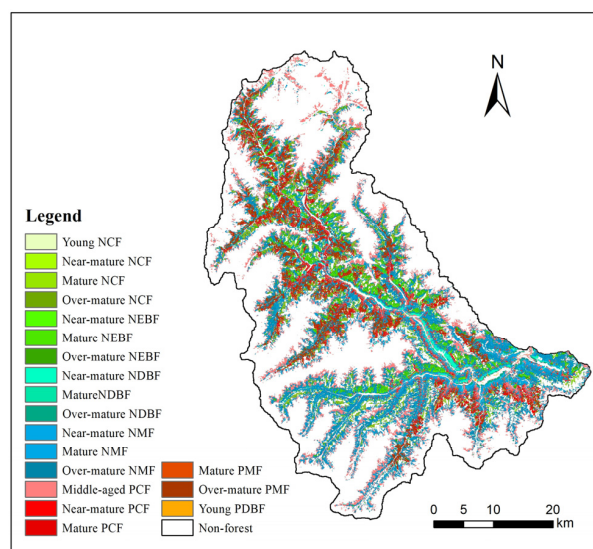 N
Legend
Young NCF
Near-mature NCF
Mature NCF
Over-mature NCF
Near-mature NEBF
Mature NEBF
Over-mature NEBF
Near-mature NDBF
MatureNDBF
Over-mature NDBF
Near-mature NMF
Mature NMF
Over-mature NMF
Middle-aged PCF
Near-mature PCF
Mature PCF
Mature PMF
Over-mature PMF
Young PDBF
Non-forest
0 5 10 20
km